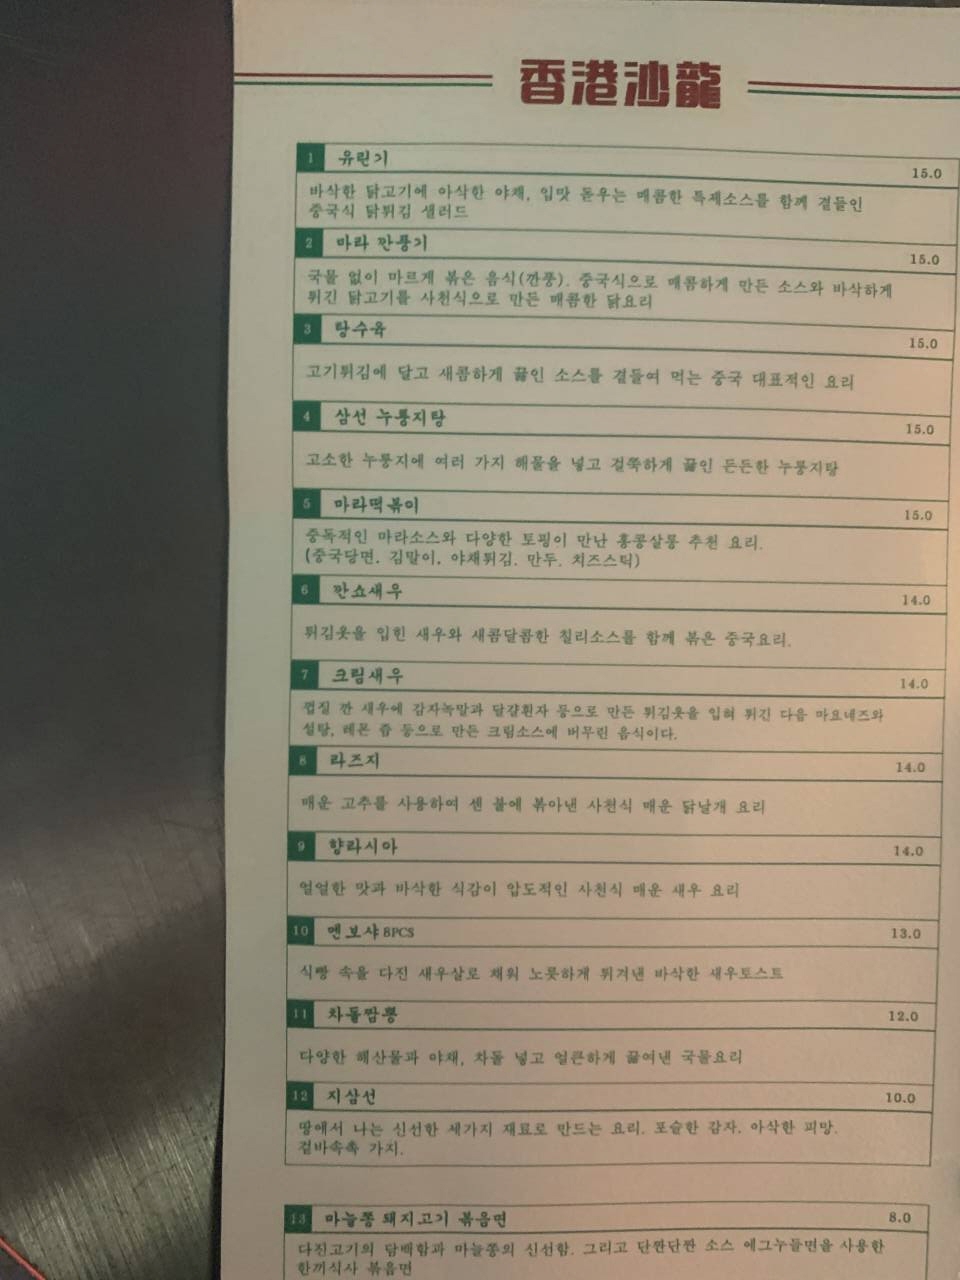 香港沙龍
1 유린기 15.0
바삭한 닭고기에 아삭한 야채, 입맛 돋우는 매콤한 특제소스를 함께 곁들인
중국식 닭튀김 샐러드
2 마라 깐풍기 15.0
국물 없이 마르게 볶은 음식(깐풍). 중국식으로 매콤하게 만든 소스와 바삭하게
튀긴 닭고기를 사천식으로 만든 매콤한 닭요리
3 탕수육 15.0
고기튀김에 달고 새콤하게 끓인 소스를 곁들여 먹는 중국 대표적인 요리
4 삼선 누룽지탕 15.0
고소한 누룽지에 여러 가지 해물을 넣고 걸쭉하게 끓인 든든한 누룽지탕
5 마라떡볶이 15.0
중독적인 마라소스와 다양한 토핑이 만난 홍콩살롱 추천 요리.
(중국당면. 김말이, 야채튀김. 만두. 치즈스틱)
6 깐쇼새우 14.0
튀김옷을 입힌 새우와 새콤달콤한 칠리소스를 함께 볶은 중국요리.
7 크림새우 14.0
껍질 깐 새우에 감자녹말과 달걀흰자 등으로 만든 튀김옷을 입혀 튀긴 다음 마요네즈와
설탕, 레몬 즙 등으로 만든 크림소스에 버무린 음식이다.
8 라즈지 14.0
매운 고추를 사용하여 센 불에 볶아낸 사천식 매운 닭날개 요리
9 향라시아 14.0
얼얼한 맛과 바삭한 식감이 압도적인 사천식 매운 새우 요리
10 멘보샤 8PCS 13.0
식빵 속을 다진 새우살로 채워 노릇하게 튀겨낸 바삭한 새우토스트
11 차돌짬뽕 12.0
다양한 해산물과 야채, 차돌 넣고 얼큰하게 끓여낸 국물요리
12 지삼선 10.0
땅에서 나는 신선한 세가지 재료로 만드는 요리. 포슬한 감자. 아삭한 피망.
겉바속촉 가지.
13 마늘쫑 돼지고기 볶음면 8.0
다진고기의 담백함과 마늘쫑의 신선함. 그리고 단짠단짠 소스 에그누들면을 사용한
한끼식사 볶음면